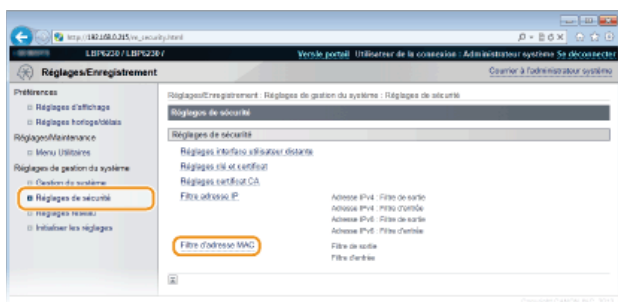 http://192.168.0.215/m_security.html
LBP6230 / LBP6230 /
Vers le portail Utilisateur de la connexion : Administrateur système Se déconnecter
Réglages/Enregistrement
Courrier à l'administrateur système
Préférences
Réglages d'affichage
Réglages horloge/délais
Réglages/Maintenance
Menu Utilitaires
Réglages de gestion du système
Gestion du système
Réglages de sécurité
Réglages réseau
Initialiser les réglages
Réglages/Enregistrement : Réglages de gestion du système : Réglages de sécurité
Réglages de sécurité
Réglages de sécurité
Réglages interface utilisateur distante
Réglages clé et certificat
Réglages certificat CA
Filtre adresse IP
Adresse IPv4 : Filtre de sortie
Adresse IPv4 : Filtre d'entrée
Adresse IPv6 : Filtre de sortie
Adresse IPv6 : Filtre d'entrée
Filtre d'adresse MAC
Filtre de sortie
Filtre d'entrée